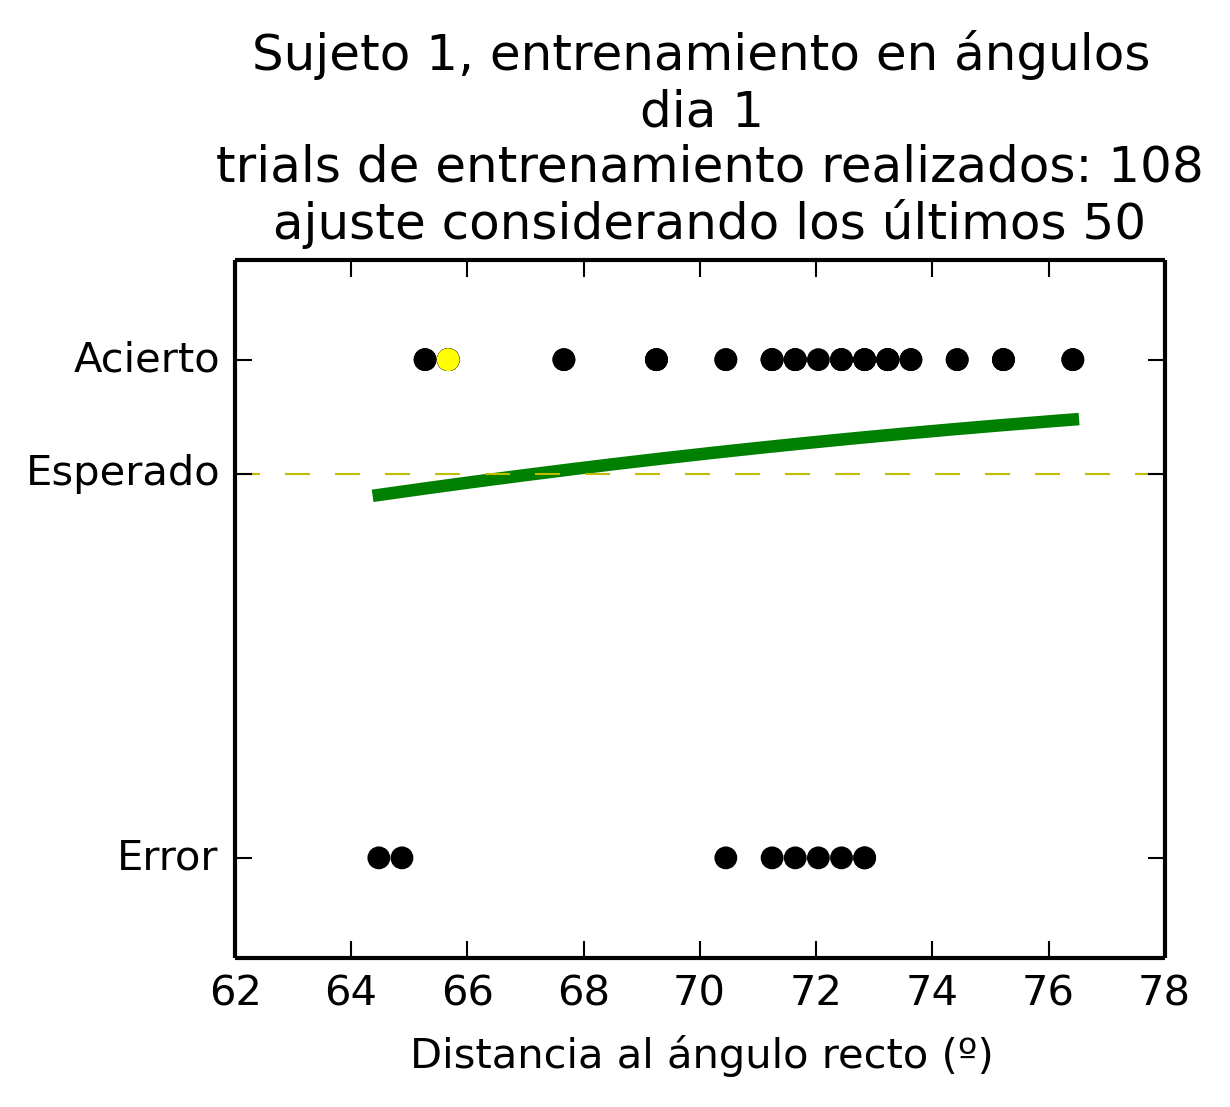 Sujeto 1, entrenamiento en ángulos
dia 1
trials de entrenamiento realizados: 108
ajuste considerando los últimos 50
Acierto
Esperado
Error
62 64 66 68 70 72 74 76 78
Distancia al ángulo recto (º)